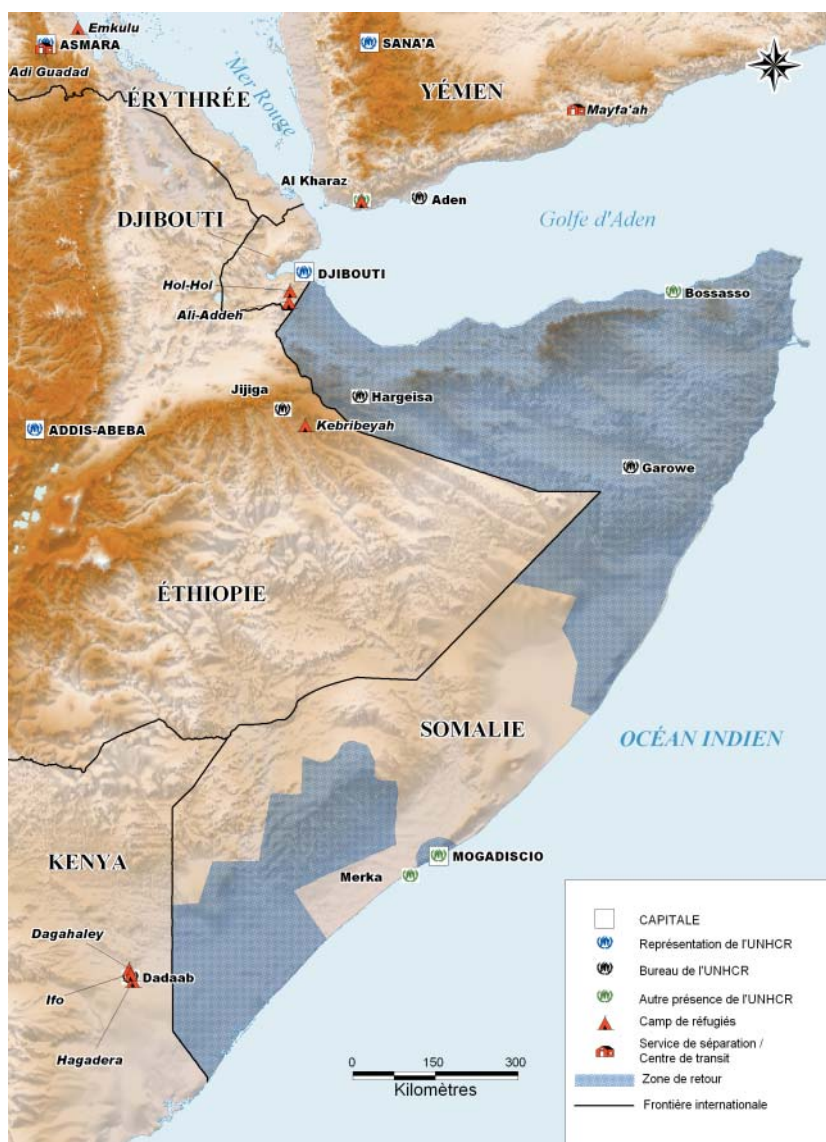 Emkulu
ASMARA
SANA'A
Adi Guadad
Mer Rouge
YÉMEN
ÉRYTHRÉE
Mayfa'ah
Al Kharaz
Aden
DJIBOUTI
Golfe d'Aden
DJIBOUTI
Hol-Hol
Bossasso
Ali-Addeh
Jijiga
Hargeisa
ADDIS-ABEBA
Kebribeyah
Garowe
ÉTHIOPIE
SOMALIE
OCÉAN INDIEN
KENYA
MOGADISCIO
Merka
Dagahaley
Dadaab
Ifo
Hagadera
0 150 300
Kilomètres
CAPITALE
Représentation de l'UNHCR
Bureau de l'UNHCR
Autre présence de l'UNHCR
Camp de réfugiés
Service de séparation /
Centre de transit
Zone de retour
Frontiére internationale